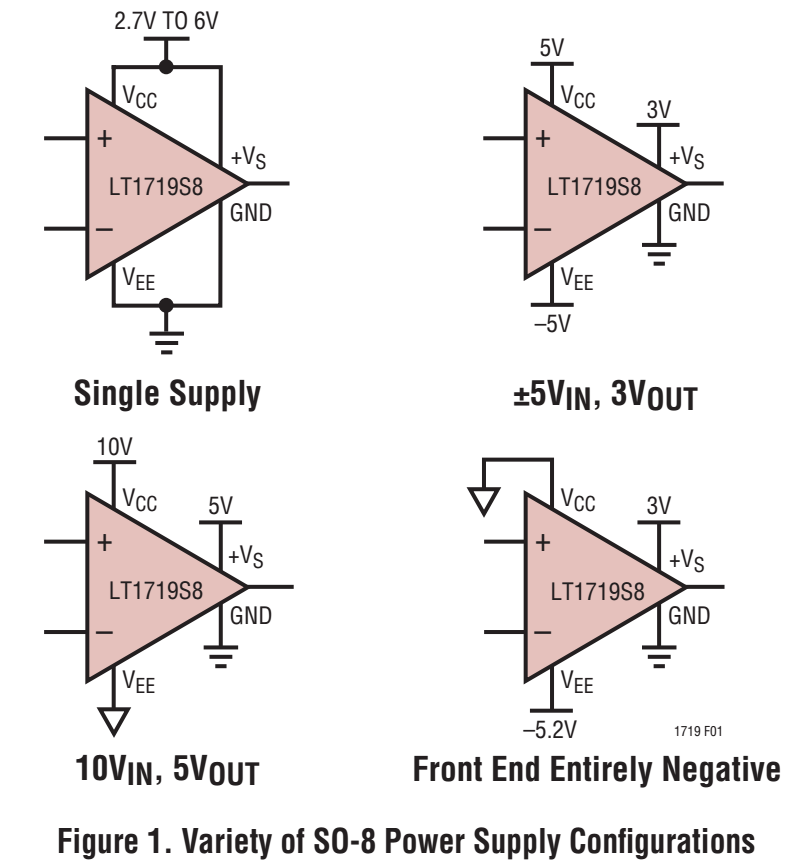 2.7V TO 6V
VCC
+
+VS
LT1719S8
GND
–
VEE
Single Supply
5V
VCC
3V
+
+VS
LT1719S8
GND
–
VEE
–5V
±5VIN, 3VOUT
10V
VCC
5V
+
+VS
LT1719S8
GND
–
VEE
10VIN, 5VOUT
VCC
3V
+
+VS
LT1719S8
GND
–
VEE
–5.2V
1719 F01
Front End Entirely Negative
Figure 1. Variety of SO-8 Power Supply Configurations